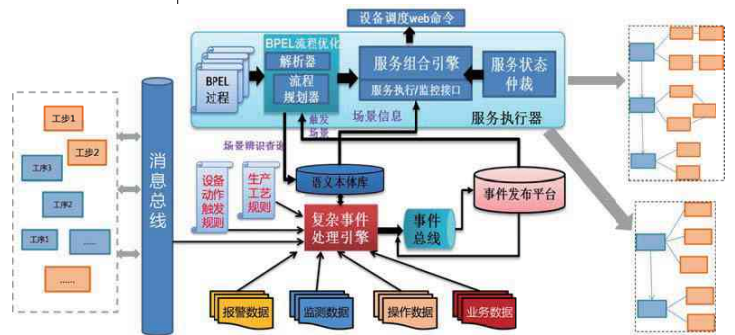 设备调度web命令
BPEL流程优化
解析器
流程
规划器
BPEL
过程
服务组合引擎
服务执行/监控接口
服务状态
仲裁
服务执行器
触发
场景
场景信息
场景辨识查询
工步1
工步2
工序3
工序2
工序1
......
......
消息总线
设备
动作
触发
规则
生产
工艺
规则
语义本体库
复杂事件
处理引擎
事件
总线
事件发布平台
报警数据
监测数据
操作数据
业务数据